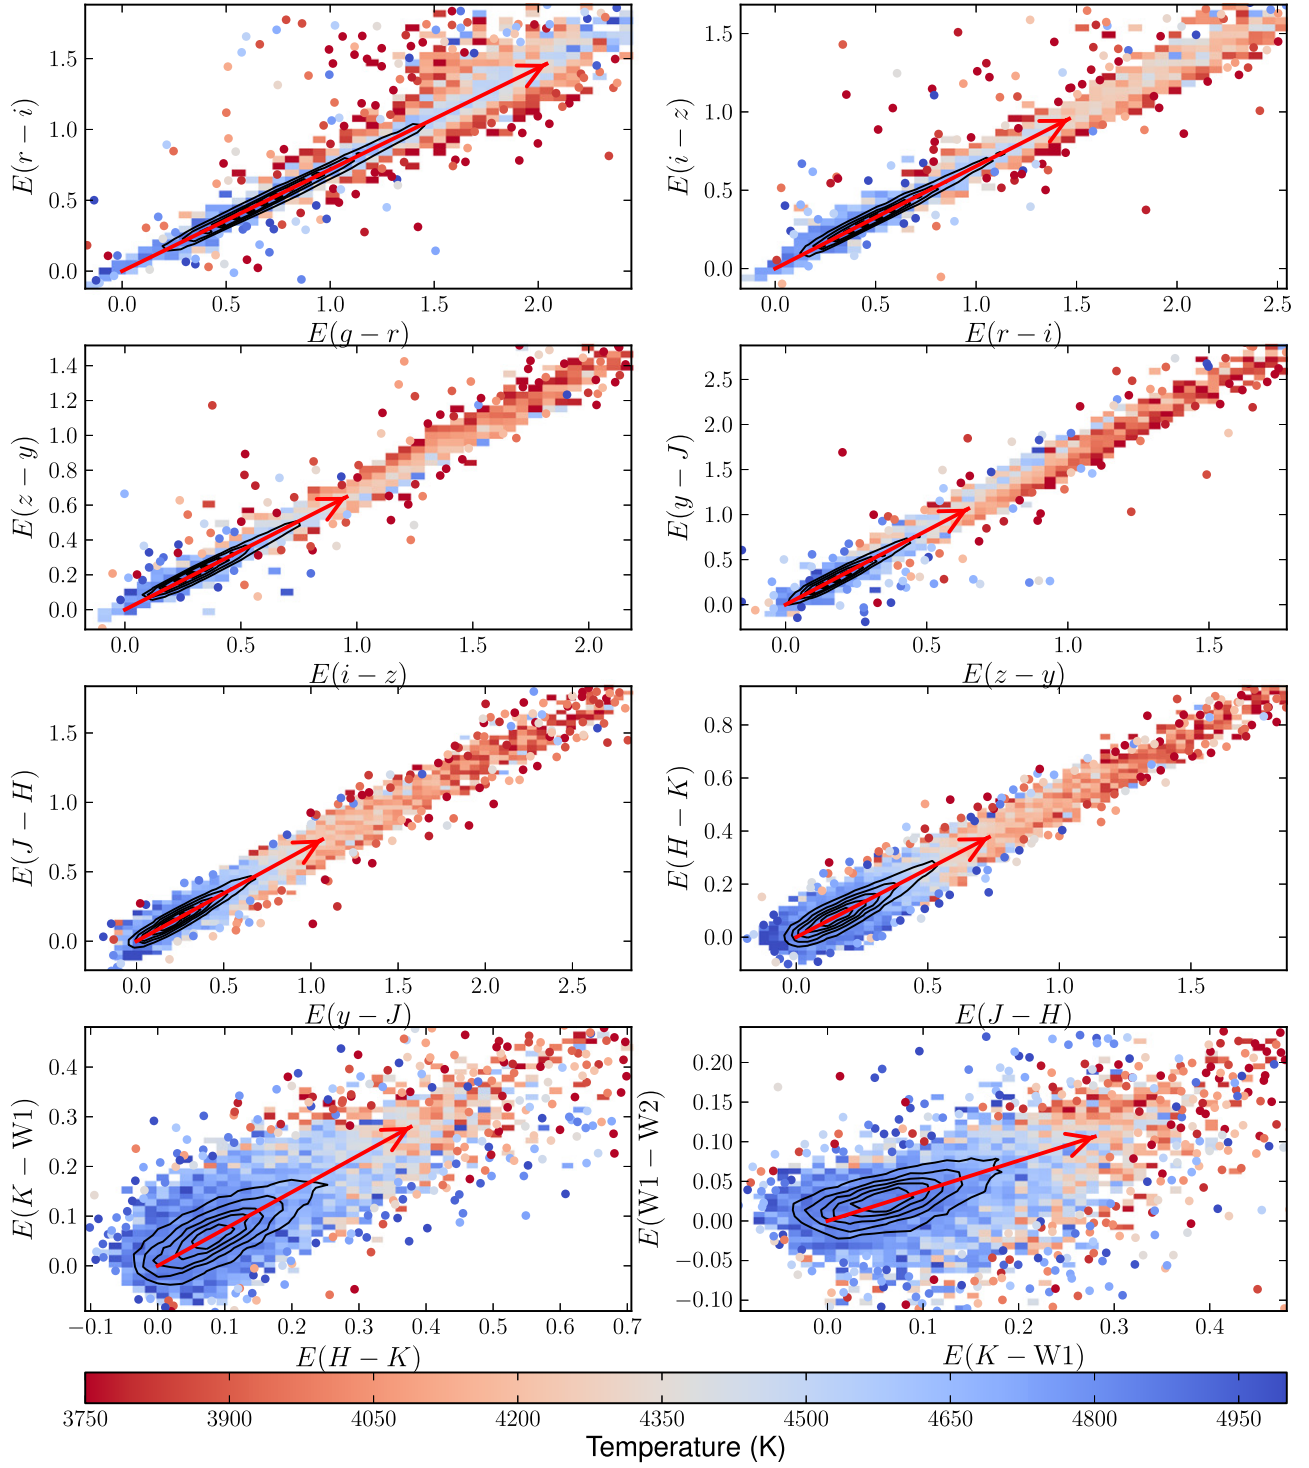 E(r − i)
1.5
1.0
0.5
0.0
0.0 0.5 1.0 1.5 2.0
E(g − r)
E(i − z)
1.5
1.0
0.5
0.0
0.0 0.5 1.0 1.5 2.0 2.5
E(r − i)
E(z − y)
1.4
1.2
1.0
0.8
0.6
0.4
0.2
0.0
0.0 0.5 1.0 1.5 2.0
E(i − z)
E(y − J)
2.5
2.0
1.5
1.0
0.5
0.0
0.0 0.5 1.0 1.5
E(z − y)
E(J − H)
1.5
1.0
0.5
0.0
0.0 0.5 1.0 1.5 2.0 2.5
E(y − J)
E(H − K)
0.8
0.6
0.4
0.2
0.0
0.0 0.5 1.0 1.5
E(J − H)
E(K − W1)
0.4
0.3
0.2
0.1
0.0
−0.1 0.0 0.1 0.2 0.3 0.4 0.5 0.6 0.7
E(H − K)
E(W1 − W2)
0.20
0.15
0.10
0.05
0.00
−0.05
−0.10
0.0 0.1 0.2 0.3 0.4
E(K − W1)
3750 3900 4050 4200 4350 4500 4650 4800 4950
Temperature (K)